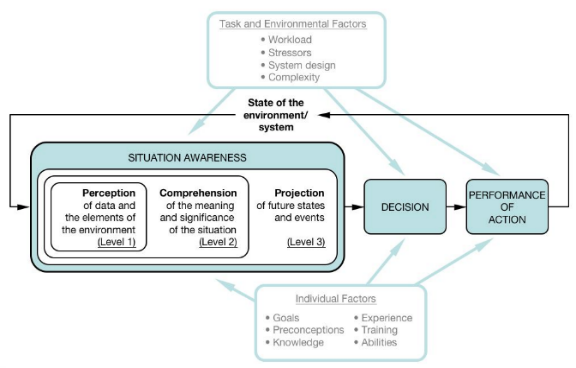 Task and Environmental Factors
• Workload
• Stressors
• System design
• Complexity
State of the
environment/
system
SITUATION AWARENESS
Perception
of data and
the elements of
the environment
(Level 1)
Comprehension
of the meaning
and significance
of the situation
(Level 2)
Projection
of future states
and events
(Level 3)
DECISION
PERFORMANCE
OF
ACTION
Individual Factors
• Goals
• Preconceptions
• Knowledge
• Experience
• Training
• Abilities